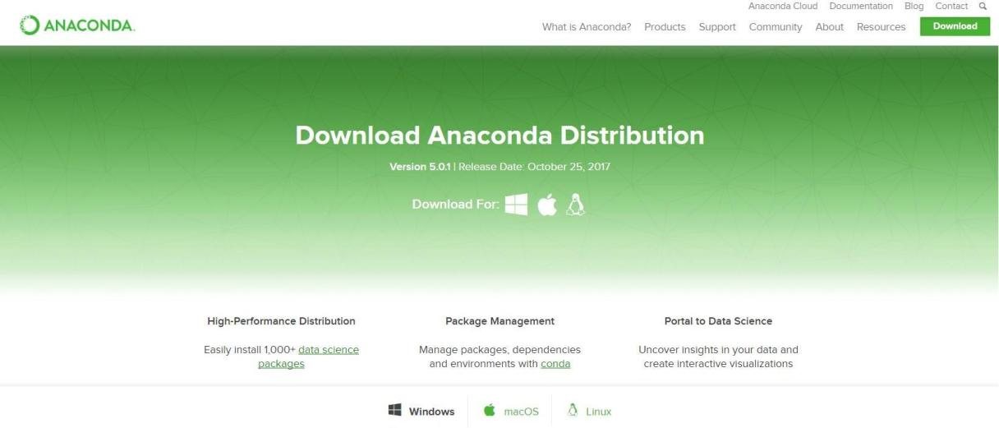 Anaconda Cloud Documentation Blog Contact
ANACONDA.
What is Anaconda? Products Support Community About Resources Download
Download Anaconda Distribution
Version 5.0.1 | Release Date: October 25, 2017
Download For:
High-Performance Distribution
Easily install 1,000+ data science
packages
Package Management
Manage packages, dependencies
and environments with conda
Portal to Data Science
Uncover insights in your data and
create interactive visualizations
Windows macOS Linux